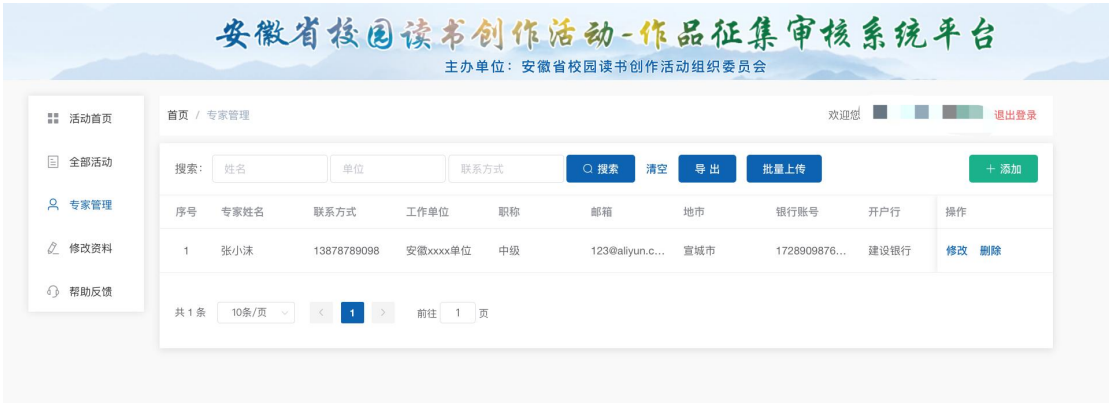 安徽省校园读书创作活动-作品征集审核系统平台
主办单位：安徽省校园读书创作活动组织委员会
活动首页
全部活动
专家管理
修改资料
帮助反馈
首页 / 专家管理
欢迎您 退出登录
搜索： 姓名 单位 联系方式 搜索 清空 导出 批量上传 + 添加
序号 专家姓名 联系方式 工作单位 职称 邮箱 地市 银行账号 开户行 操作
1 张小沫 13878789098 安徽xxxx单位 中级 123@aliyun.c... 宣城市 1728909876... 建设银行 修改 删除
共 1 条 10条/页 < 1 > 前往 1 页